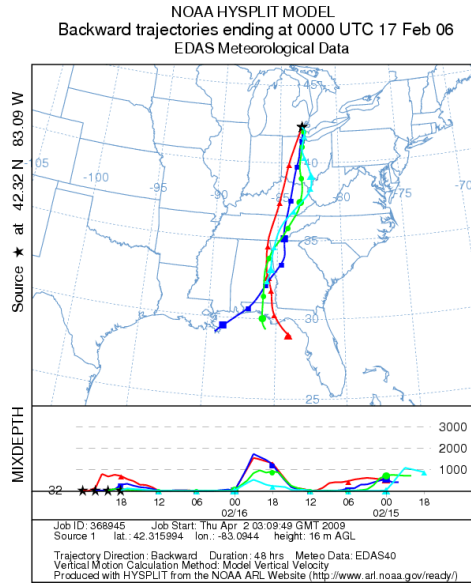 NOAA HYSPLIT MODEL
Backward trajectories ending at 0000 UTC 17 Feb 06
EDAS Meteorological Data
Source ★ at 42.32 N 83.09 W
-105
-100
-95
-90
-85
-80
-75
-70
40
35
30
25
MIXDEPTH
3000
2000
1000
32
18 12 06 00 18 12 06 00 18
02/16 02/15
Job ID: 368945 Job Start: Thu Apr 2 03:09:49 GMT 2009
Source 1 lat.: 42.315994 lon.: -83.0944 height: 16 m AGL
Trajectory Direction: Backward Duration: 48 hrs Meteo Data: EDAS40
Vertical Motion Calculation Method: Model Vertical Velocity
Produced with HYSPLIT from the NOAA ARL Website (http://www.arl.noaa.gov/ready/)